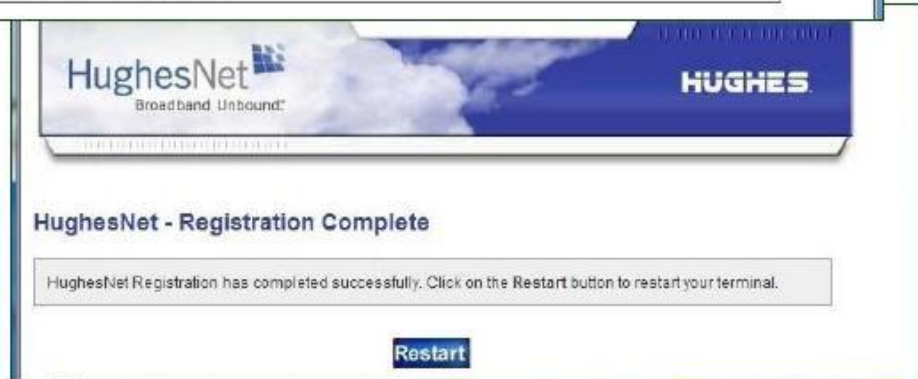 HughesNet
Broadband Unbound.
HUGHES.
HughesNet - Registration Complete
HughesNet Registration has completed successfully. Click on the Restart button to restart your terminal.
Restart